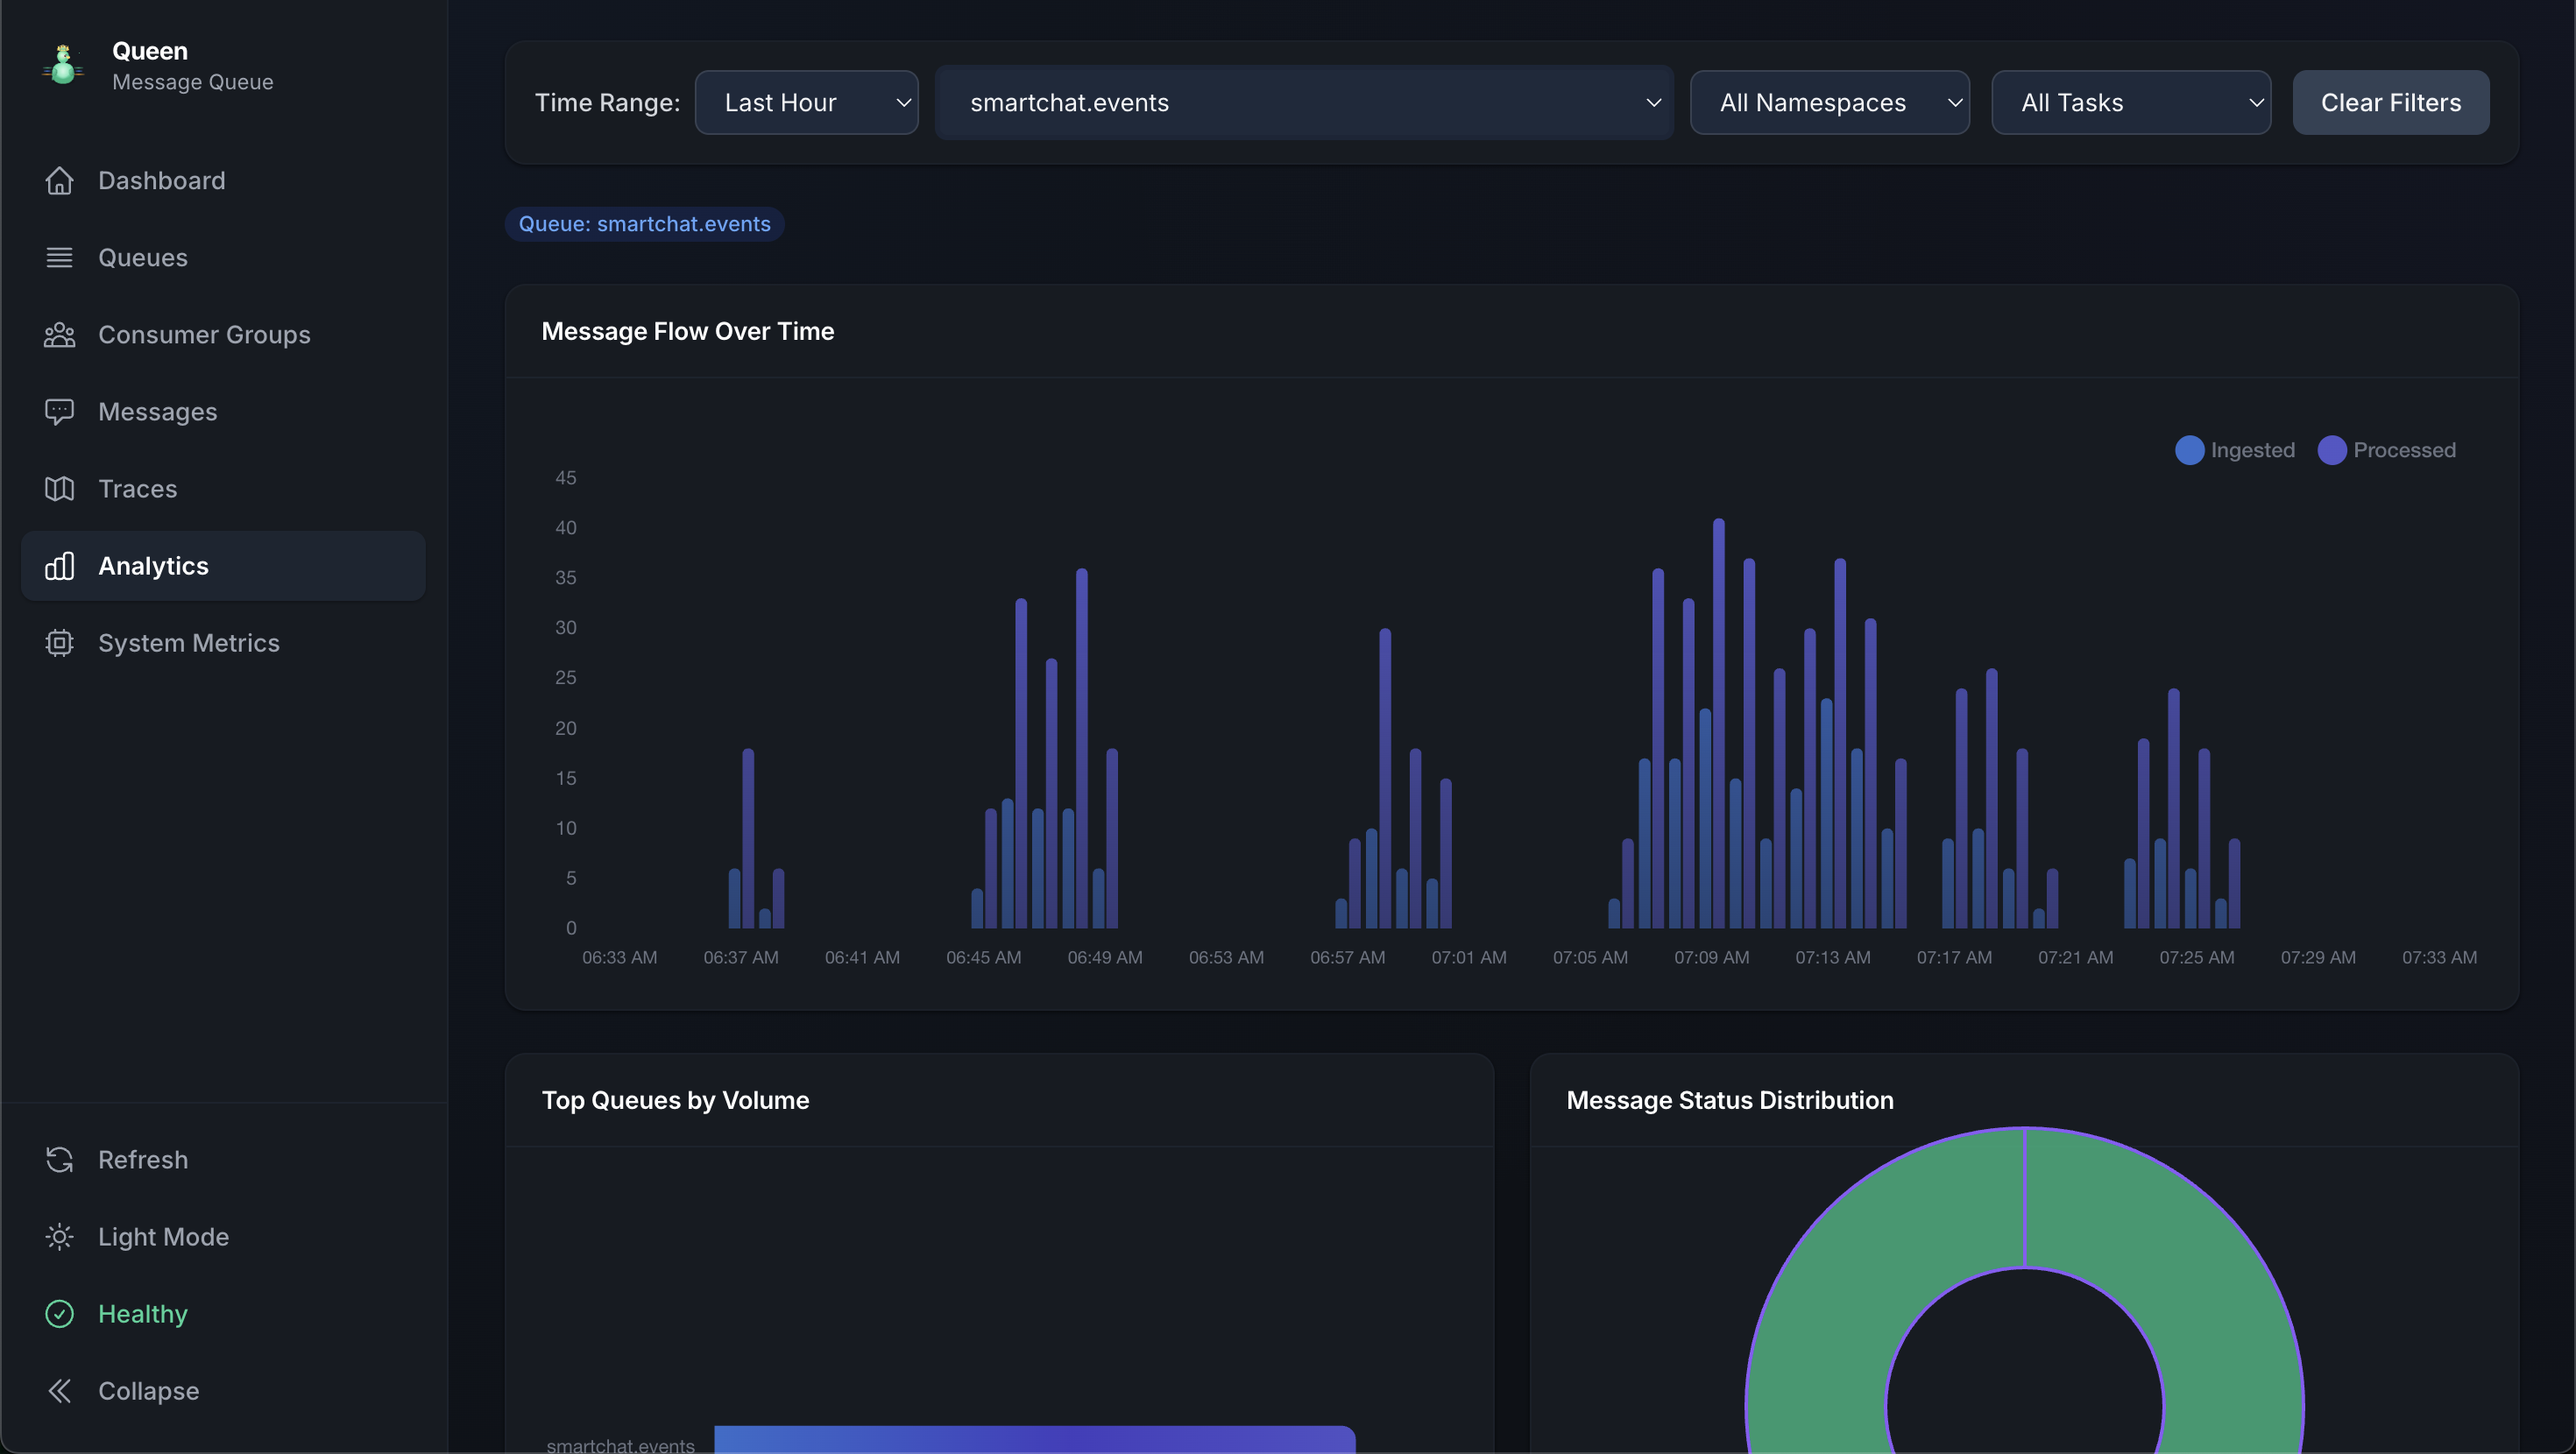 Queen
Message Queue
Dashboard
Queues
Consumer Groups
Messages
Traces
Analytics
System Metrics
Refresh
Light Mode
Healthy
Collapse
Time Range: Last Hour smartchat.events All Namespaces All Tasks Clear Filters
Queue: smartchat.events
Message Flow Over Time
Ingested Processed
45
40
35
30
25
20
15
10
5
0
06:33 AM 06:37 AM 06:41 AM 06:45 AM 06:49 AM 06:53 AM 06:57 AM 07:01 AM 07:05 AM 07:09 AM 07:13 AM 07:17 AM 07:21 AM 07:25 AM 07:29 AM 07:33 AM
Top Queues by Volume
smartchat.events
Message Status Distribution